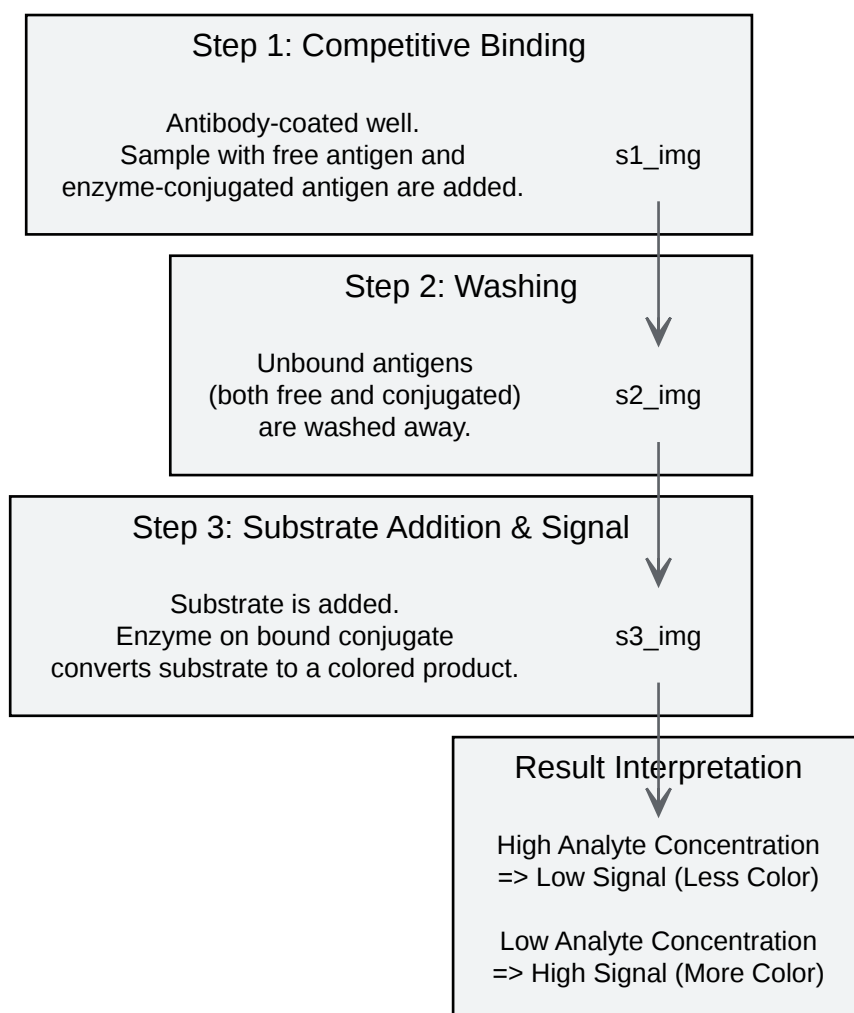 Step 1: Competitive Binding
Antibody-coated well.
Sample with free antigen and
enzyme-conjugated antigen are added.
s1_img
Step 2: Washing
Unbound antigens
(both free and conjugated)
are washed away.
s2_img
Step 3: Substrate Addition & Signal
Substrate is added.
Enzyme on bound conjugate
converts substrate to a colored product.
s3_img
Result Interpretation
High Analyte Concentration
=> Low Signal (Less Color)
Low Analyte Concentration
=> High Signal (More Color)